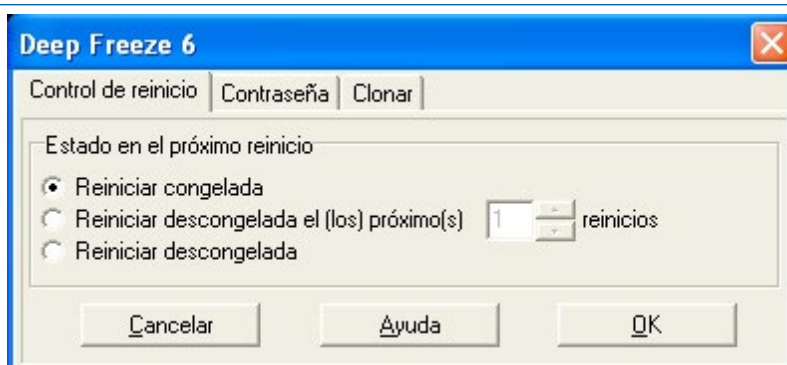 Deep Freeze 6
Control de reinicio Contraseña Clonar
Estado en el próximo reinicio
Reiniciar congelada
Reiniciar descongelada el (los) próximo(s) 1 reinicios
Reiniciar descongelada
Cancelar Ayuda OK